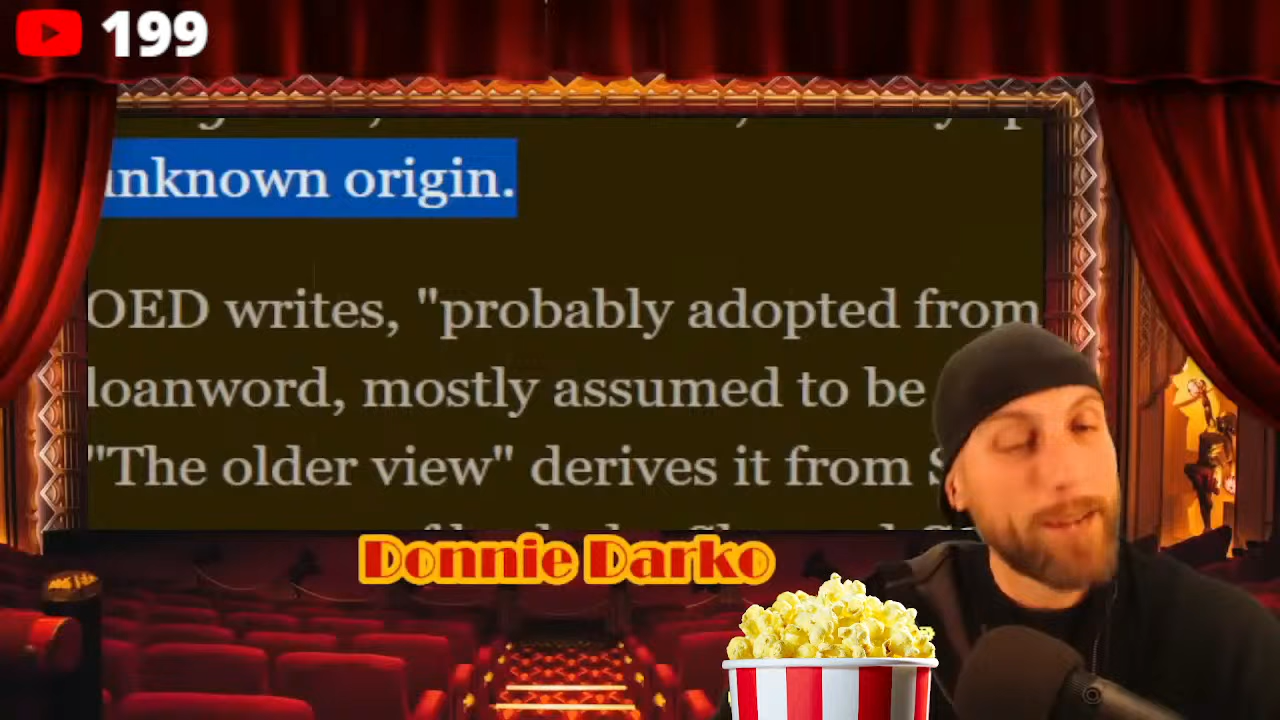 199
unknown origin.
OED writes, "probably adopted from
loanword, mostly assumed to be
"The older view" derives it from
Donnie Darko